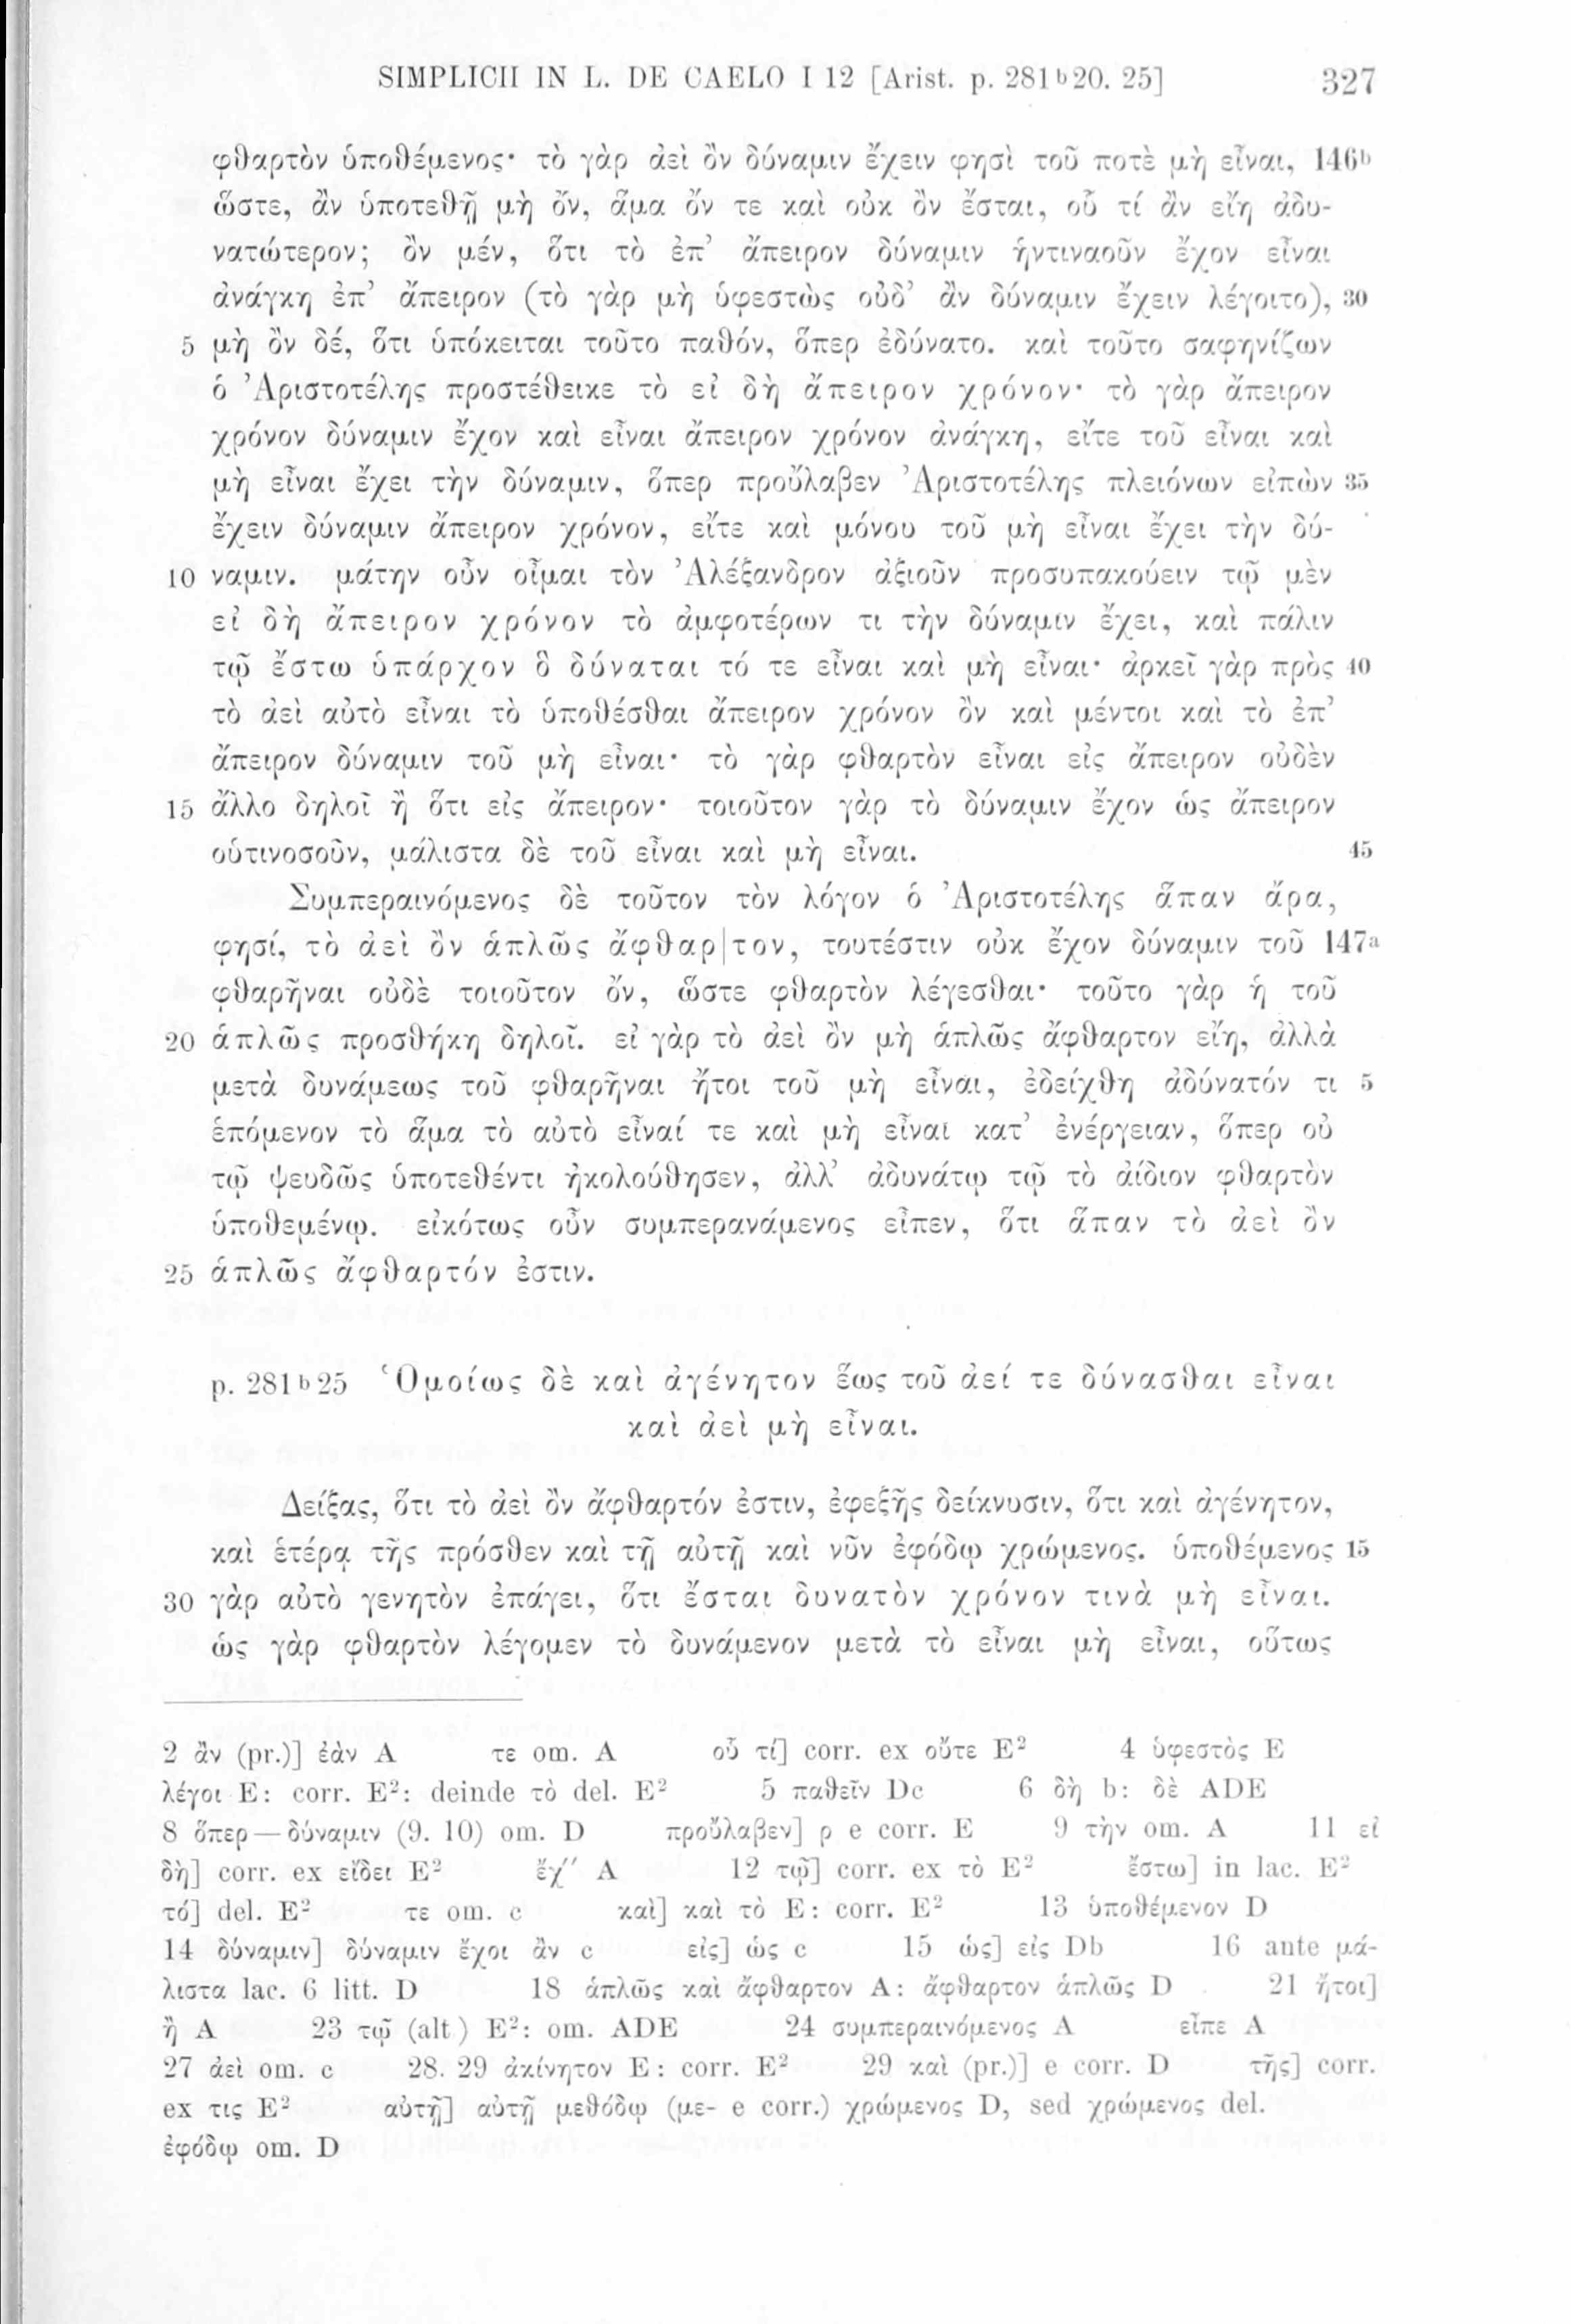 SIMPLICII IN L. DE CAELO I 12 [Arist. p. 281b20. 25] 327
φθαρτὸν ὑποθέμενος· τὸ γὰρ ἀεὶ ὂν δύναμιν ἔχειν φησὶ τοῦ ποτὲ μὴ εἶναι, 146b
ὥστε, ἂν ὑποτεθῇ μὴ ὄν, ἅμα ὄν τε καὶ οὐκ ὂν ἔσται, οὗ τί ἂν εἴη ἀδυ-
νατώτερον; ὂν μέν, ὅτι τὸ ἐπ’ ἄπειρον δύναμιν ἡντιναοῦν ἔχον εἶναι
ἀνάγκη ἐπ’ ἄπειρον (τὸ γὰρ μὴ ὑφεστὼς οὐδ’ ἂν δύναμιν ἔχειν λέγοιτο), 30
5 μὴ ὂν δέ, ὅτι ὑπόκειται τοῦτο παθόν, ὅπερ ἐδύνατο. καὶ τοῦτο σαφηνίζων
ὁ Ἀριστοτέλης προστέθεικε τὸ εἰ δὴ ἄπειρον χρόνον· τὸ γὰρ ἄπειρον
χρόνον δύναμιν ἔχον καὶ εἶναι ἄπειρον χρόνον ἀνάγκη, εἴτε τοῦ εἶναι καὶ
μὴ εἶναι ἔχει τὴν δύναμιν, ὅπερ προὔλαβεν Ἀριστοτέλης πλειόνων εἰπὼν 35
ἔχειν δύναμιν ἄπειρον χρόνον, εἴτε καὶ μόνου τοῦ μὴ εἶναι ἔχει τὴν δύ-
10 ναμιν. μάτην οὖν οἶμαι τὸν Ἀλέξανδρον ἀξιοῦν προσυπακούειν τῷ μὲν
εἰ δὴ ἄπειρον χρόνον τὸ ἀμφοτέρων τι τὴν δύναμιν ἔχει, καὶ πάλιν
τῷ ἔστω ὑπάρχον ὃ δύναται τό τε εἶναι καὶ μὴ εἶναι· ἀρκεῖ γὰρ πρὸς 40
τὸ ἀεὶ αὐτὸ εἶναι τὸ ὑποθέσθαι ἄπειρον χρόνον ὂν καὶ μέντοι καὶ τὸ ἐπ’
ἄπειρον δύναμιν τοῦ μὴ εἶναι· τὸ γὰρ φθαρτὸν εἶναι εἰς ἄπειρον οὐδὲν
15 ἄλλο δηλοῖ ἢ ὅτι εἰς ἄπειρον· τοιοῦτον γὰρ τὸ δύναμιν ἔχον ὡς ἄπειρον
οὑτινοσοῦν, μάλιστα δὲ τοῦ εἶναι καὶ μὴ εἶναι. 45
Συμπεραινόμενος δὲ τοῦτον τὸν λόγον ὁ Ἀριστοτέλης ἅπαν ἄρα,
φησί, τὸ ἀεὶ ὂν ἁπλῶς ἄφθαρ|τον, τουτέστιν οὐκ ἔχον δύναμιν τοῦ 147a
φθαρῆναι οὐδὲ τοιοῦτον ὄν, ὥστε φθαρτὸν λέγεσθαι· τοῦτο γὰρ ἡ τοῦ
20 ἁπλῶς προσθήκη δηλοῖ. εἰ γὰρ τὸ ἀεὶ ὂν μὴ ἁπλῶς ἄφθαρτον εἴη, ἀλλὰ
μετὰ δυνάμεως τοῦ φθαρῆναι ἤτοι τοῦ μὴ εἶναι, ἐδείχθη ἀδύνατόν τι 5
ἑπόμενον τὸ ἅμα τὸ αὐτὸ εἶναί τε καὶ μὴ εἶναι κατ’ ἐνέργειαν, ὅπερ οὐ
τῷ ψευδῶς ὑποτεθέντι ἠκολούθησεν, ἀλλ’ ἀδυνάτῳ τῷ τὸ ἀίδιον φθαρτὸν
ὑποθεμένῳ. εἰκότως οὖν συμπερανάμενος εἶπεν, ὅτι ἅπαν τὸ ἀεὶ ὂν
25 ἁπλῶς ἄφθαρτόν ἐστιν.
p. 281b25 Ὁμοίως δὲ καὶ ἀγένητον ἕως τοῦ ἀεί τε δύνασθαι εἶναι
καὶ ἀεὶ μὴ εἶναι.
Δείξας, ὅτι τὸ ἀεὶ ὂν ἄφθαρτόν ἐστιν, ἐφεξῆς δείκνυσιν, ὅτι καὶ ἀγένητον,
καὶ ἑτέρᾳ τῆς πρόσθεν καὶ τῇ αὐτῇ καὶ νῦν ἐφόδῳ χρώμενος. ὑποθέμενος 15
30 γὰρ αὐτὸ γενητὸν ἐπάγει, ὅτι ἔσται δυνατὸν χρόνον τινὰ μὴ εἶναι.
ὡς γὰρ φθαρτὸν λέγομεν τὸ δυνάμενον μετὰ τὸ εἶναι μὴ εἶναι, οὕτως
2 ἂν (pr.)] ἐὰν A τε om. A οὗ τί] corr. ex οὔτε E² 4 ὑφεστὸς E
λέγοι E: corr. E²: deinde τὸ del. E² 5 παθεῖν Dc 6 δὴ b: δὲ ADE
8 ὅπερ — δύναμιν (9. 10) om. D προὔλαβεν] ρ e corr. E 9 τὴν om. A 11 εἰ
δὴ] corr. ex εἴδει E² ἔχ′′ A 12 τῷ] corr. ex τὸ E² ἔστω] in lac. E²
τό] del. E² τε om. c καὶ] καὶ τὸ E: corr. E² 13 ὑποθέμενον D
14 δύναμιν] δύναμιν ἔχοι ἂν c εἰς] ὡς c 15 ὡς] εἰς Db 16 ante μά-
λιστα lac. 6 litt. D 18 ἁπλῶς καὶ ἄφθαρτον A: ἄφθαρτον ἁπλῶς D 21 ἤτοι]
ἢ A 23 τῷ (alt) E²: om. ADE 24 συμπεραινόμενος A εἶπε A
27 ἀεὶ om. c 28. 29 ἀκίνητον E: corr. E² 29 καὶ (pr.)] e corr. D τῆς] corr.
ex τις E² αὐτῇ] αὐτῇ μεθόδῳ (με- e corr.) χρώμενος D, sed χρώμενος del.
ἐφόδῳ om. D